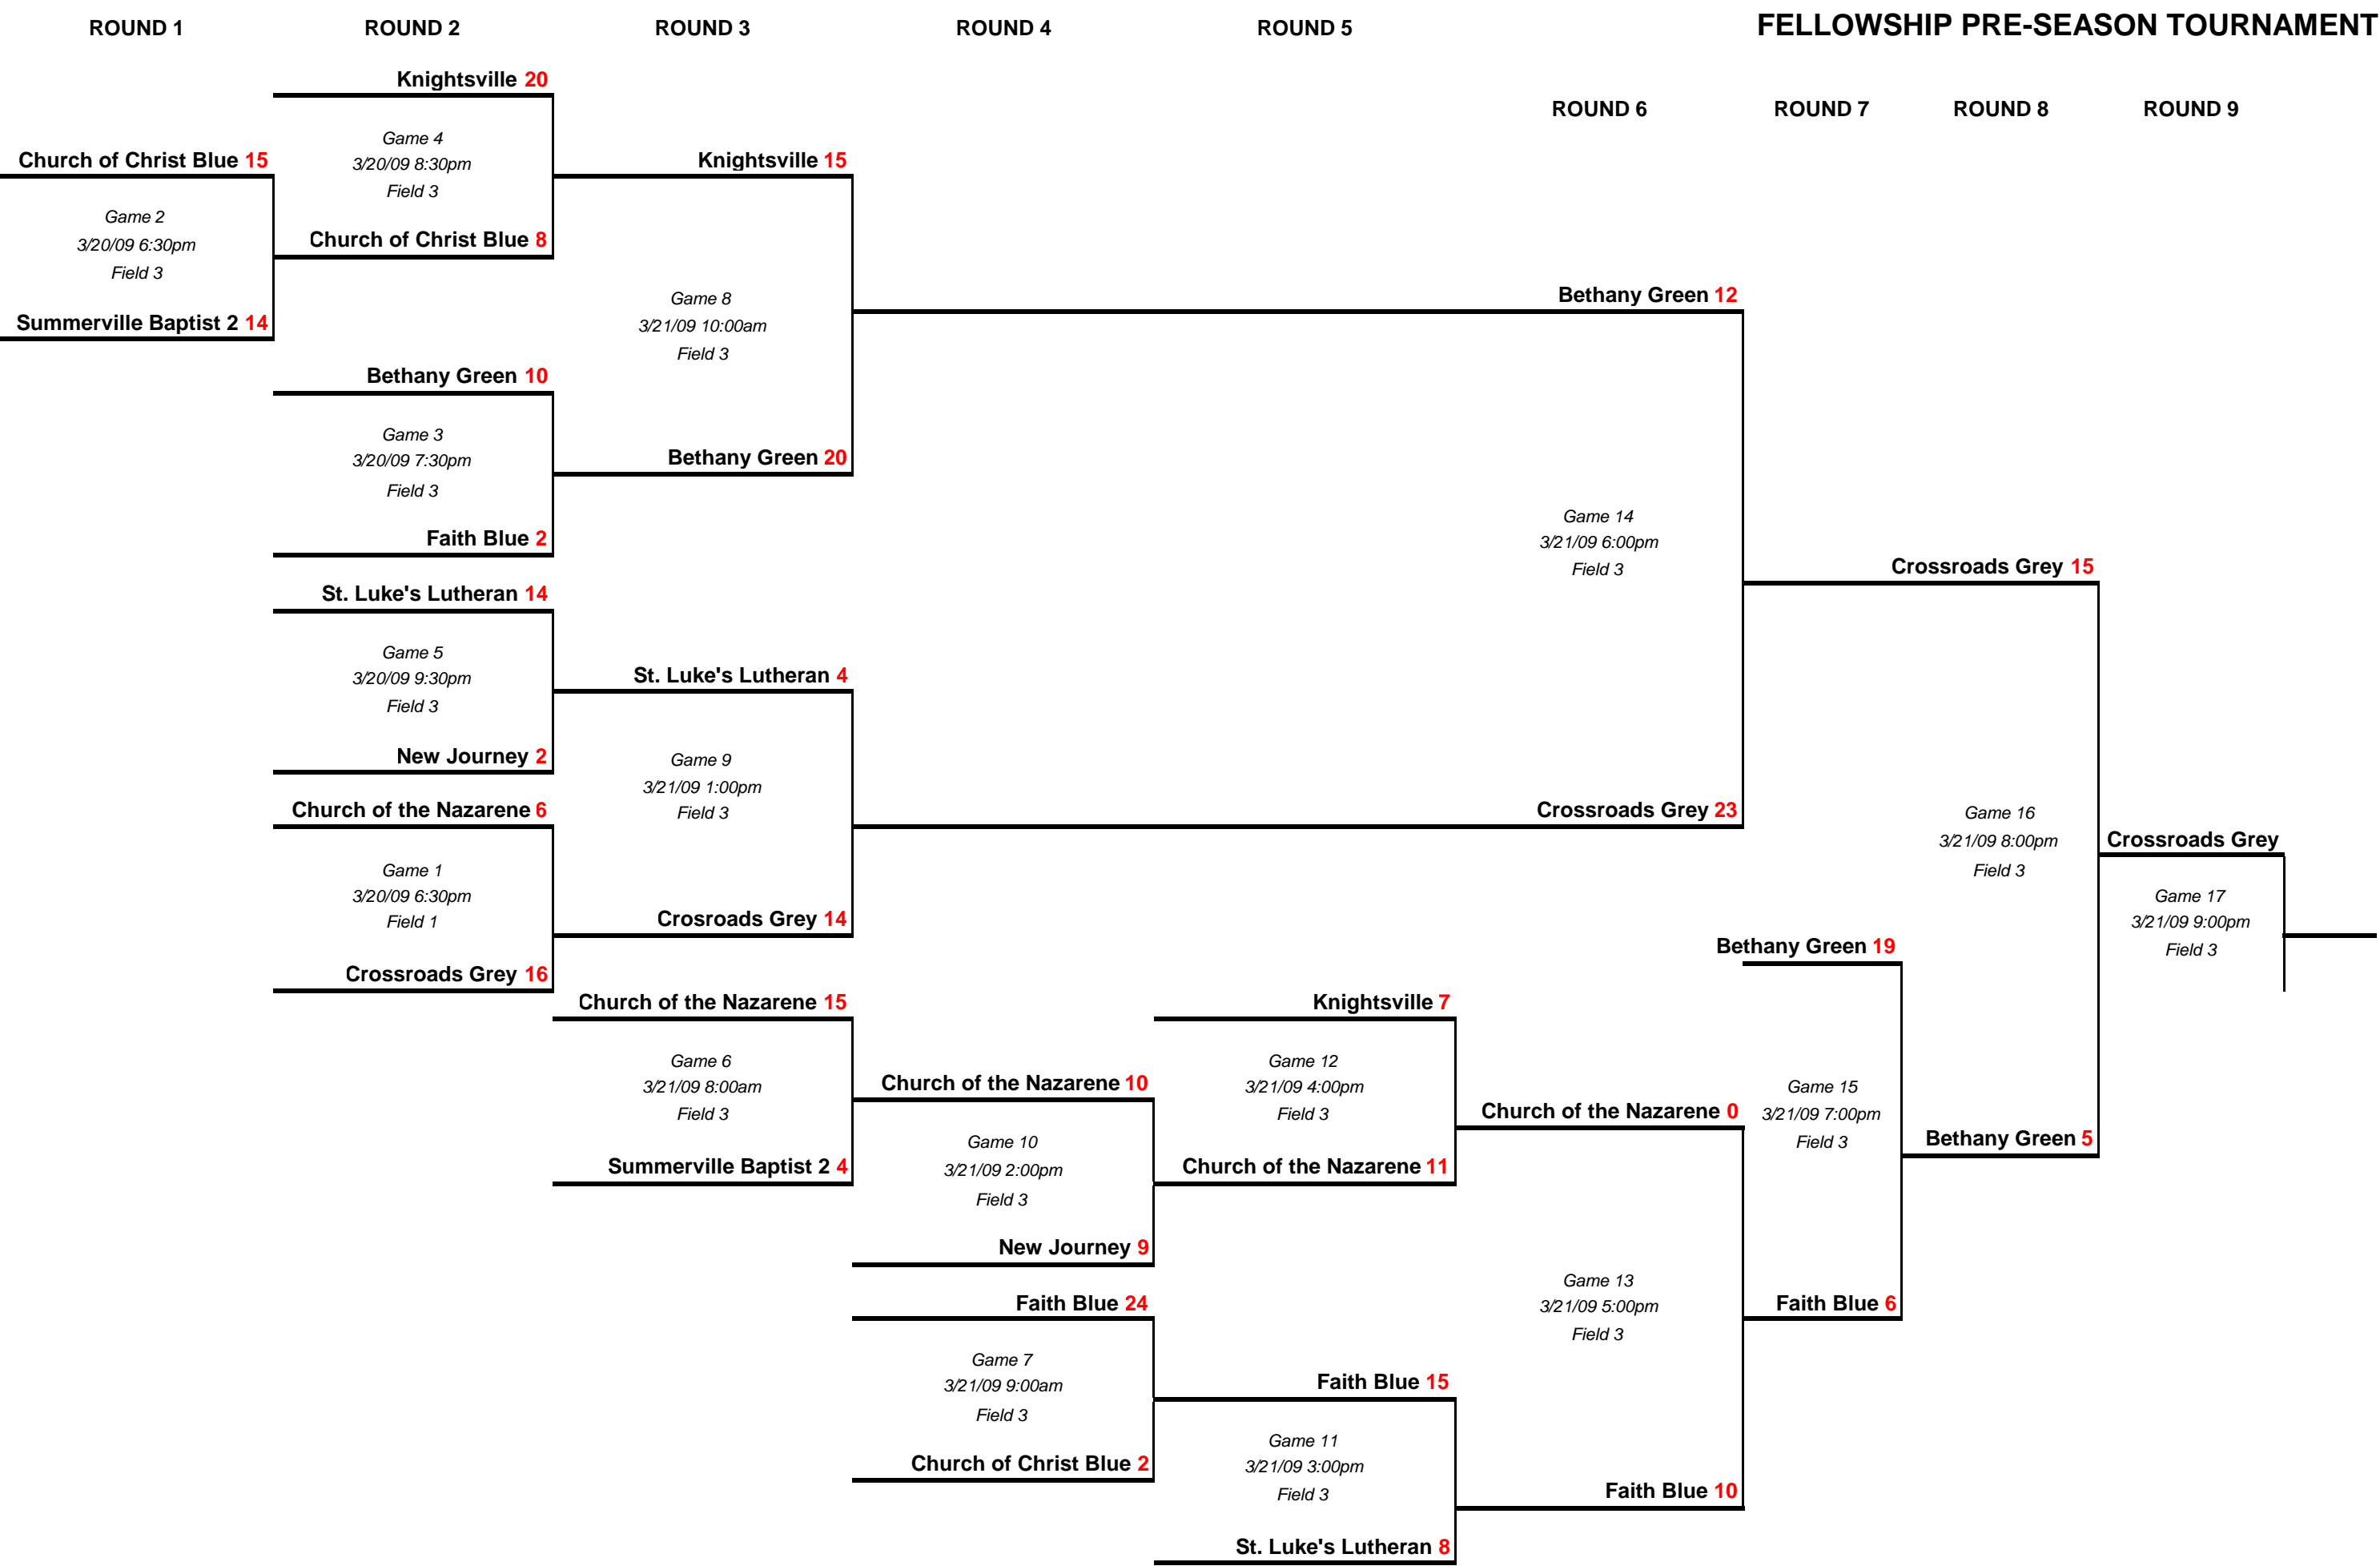 ROUND 1
ROUND 2
ROUND 3
ROUND 4
ROUND 5
FELLOWSHIP PRE-SEASON TOURNAMENT
ROUND 6
ROUND 7
ROUND 8
ROUND 9
Church of Christ Blue 15
Game 2
3/20/09 6:30pm
Field 3
Summerville Baptist 2 14
Knightsville 20
Game 4
3/20/09 8:30pm
Field 3
Church of Christ Blue 8
Bethany Green 10
Game 3
3/20/09 7:30pm
Field 3
Faith Blue 2
St. Luke's Lutheran 14
Game 5
3/20/09 9:30pm
Field 3
New Journey 2
Church of the Nazarene 6
Game 1
3/20/09 6:30pm
Field 1
Crossroads Grey 16
Knightsville 15
Game 8
3/21/09 10:00am
Field 3
Bethany Green 20
St. Luke's Lutheran 4
Game 9
3/21/09 1:00pm
Field 3
Crosroads Grey 14
Church of the Nazarene 15
Game 6
3/21/09 8:00am
Field 3
Summerville Baptist 2 4
Church of the Nazarene 10
Game 10
3/21/09 2:00pm
Field 3
New Journey 9
Faith Blue 24
Game 7
3/21/09 9:00am
Field 3
Church of Christ Blue 2
Knightsville 7
Game 12
3/21/09 4:00pm
Field 3
Church of the Nazarene 11
Faith Blue 15
Game 11
3/21/09 3:00pm
Field 3
St. Luke's Lutheran 8
Bethany Green 12
Game 14
3/21/09 6:00pm
Field 3
Crossroads Grey 23
Church of the Nazarene 0
Game 13
3/21/09 5:00pm
Field 3
Faith Blue 10
Bethany Green 19
Game 15
3/21/09 7:00pm
Field 3
Faith Blue 6
Crossroads Grey 15
Game 16
3/21/09 8:00pm
Field 3
Bethany Green 5
Crossroads Grey
Game 17
3/21/09 9:00pm
Field 3